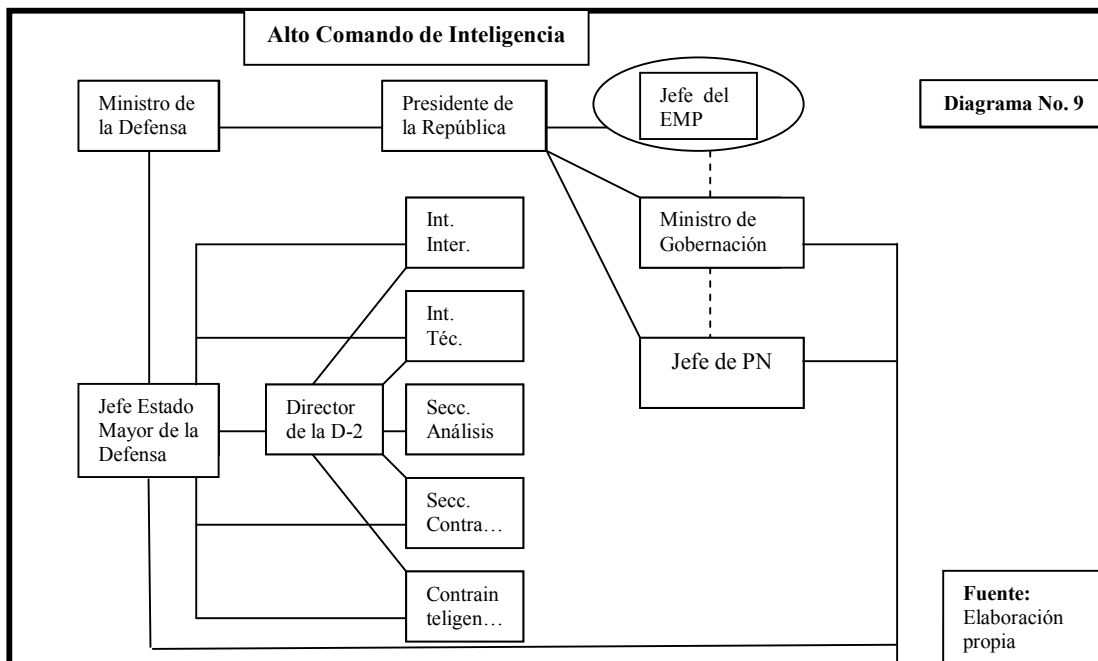 Alto Comando de Inteligencia
Ministro de
la Defensa
Presidente de
la República
Jefe del
EMP
Diagrama No. 9
Int.
Inter.
Ministro de
Gobernación
Int.
Téc.
Jefe de PN
Jefe Estado
Mayor de la
Defensa
Director
de la D-2
Secc.
Análisis
Secc.
Contra…
Contrain
teligen…
Fuente:
Elaboración
propia